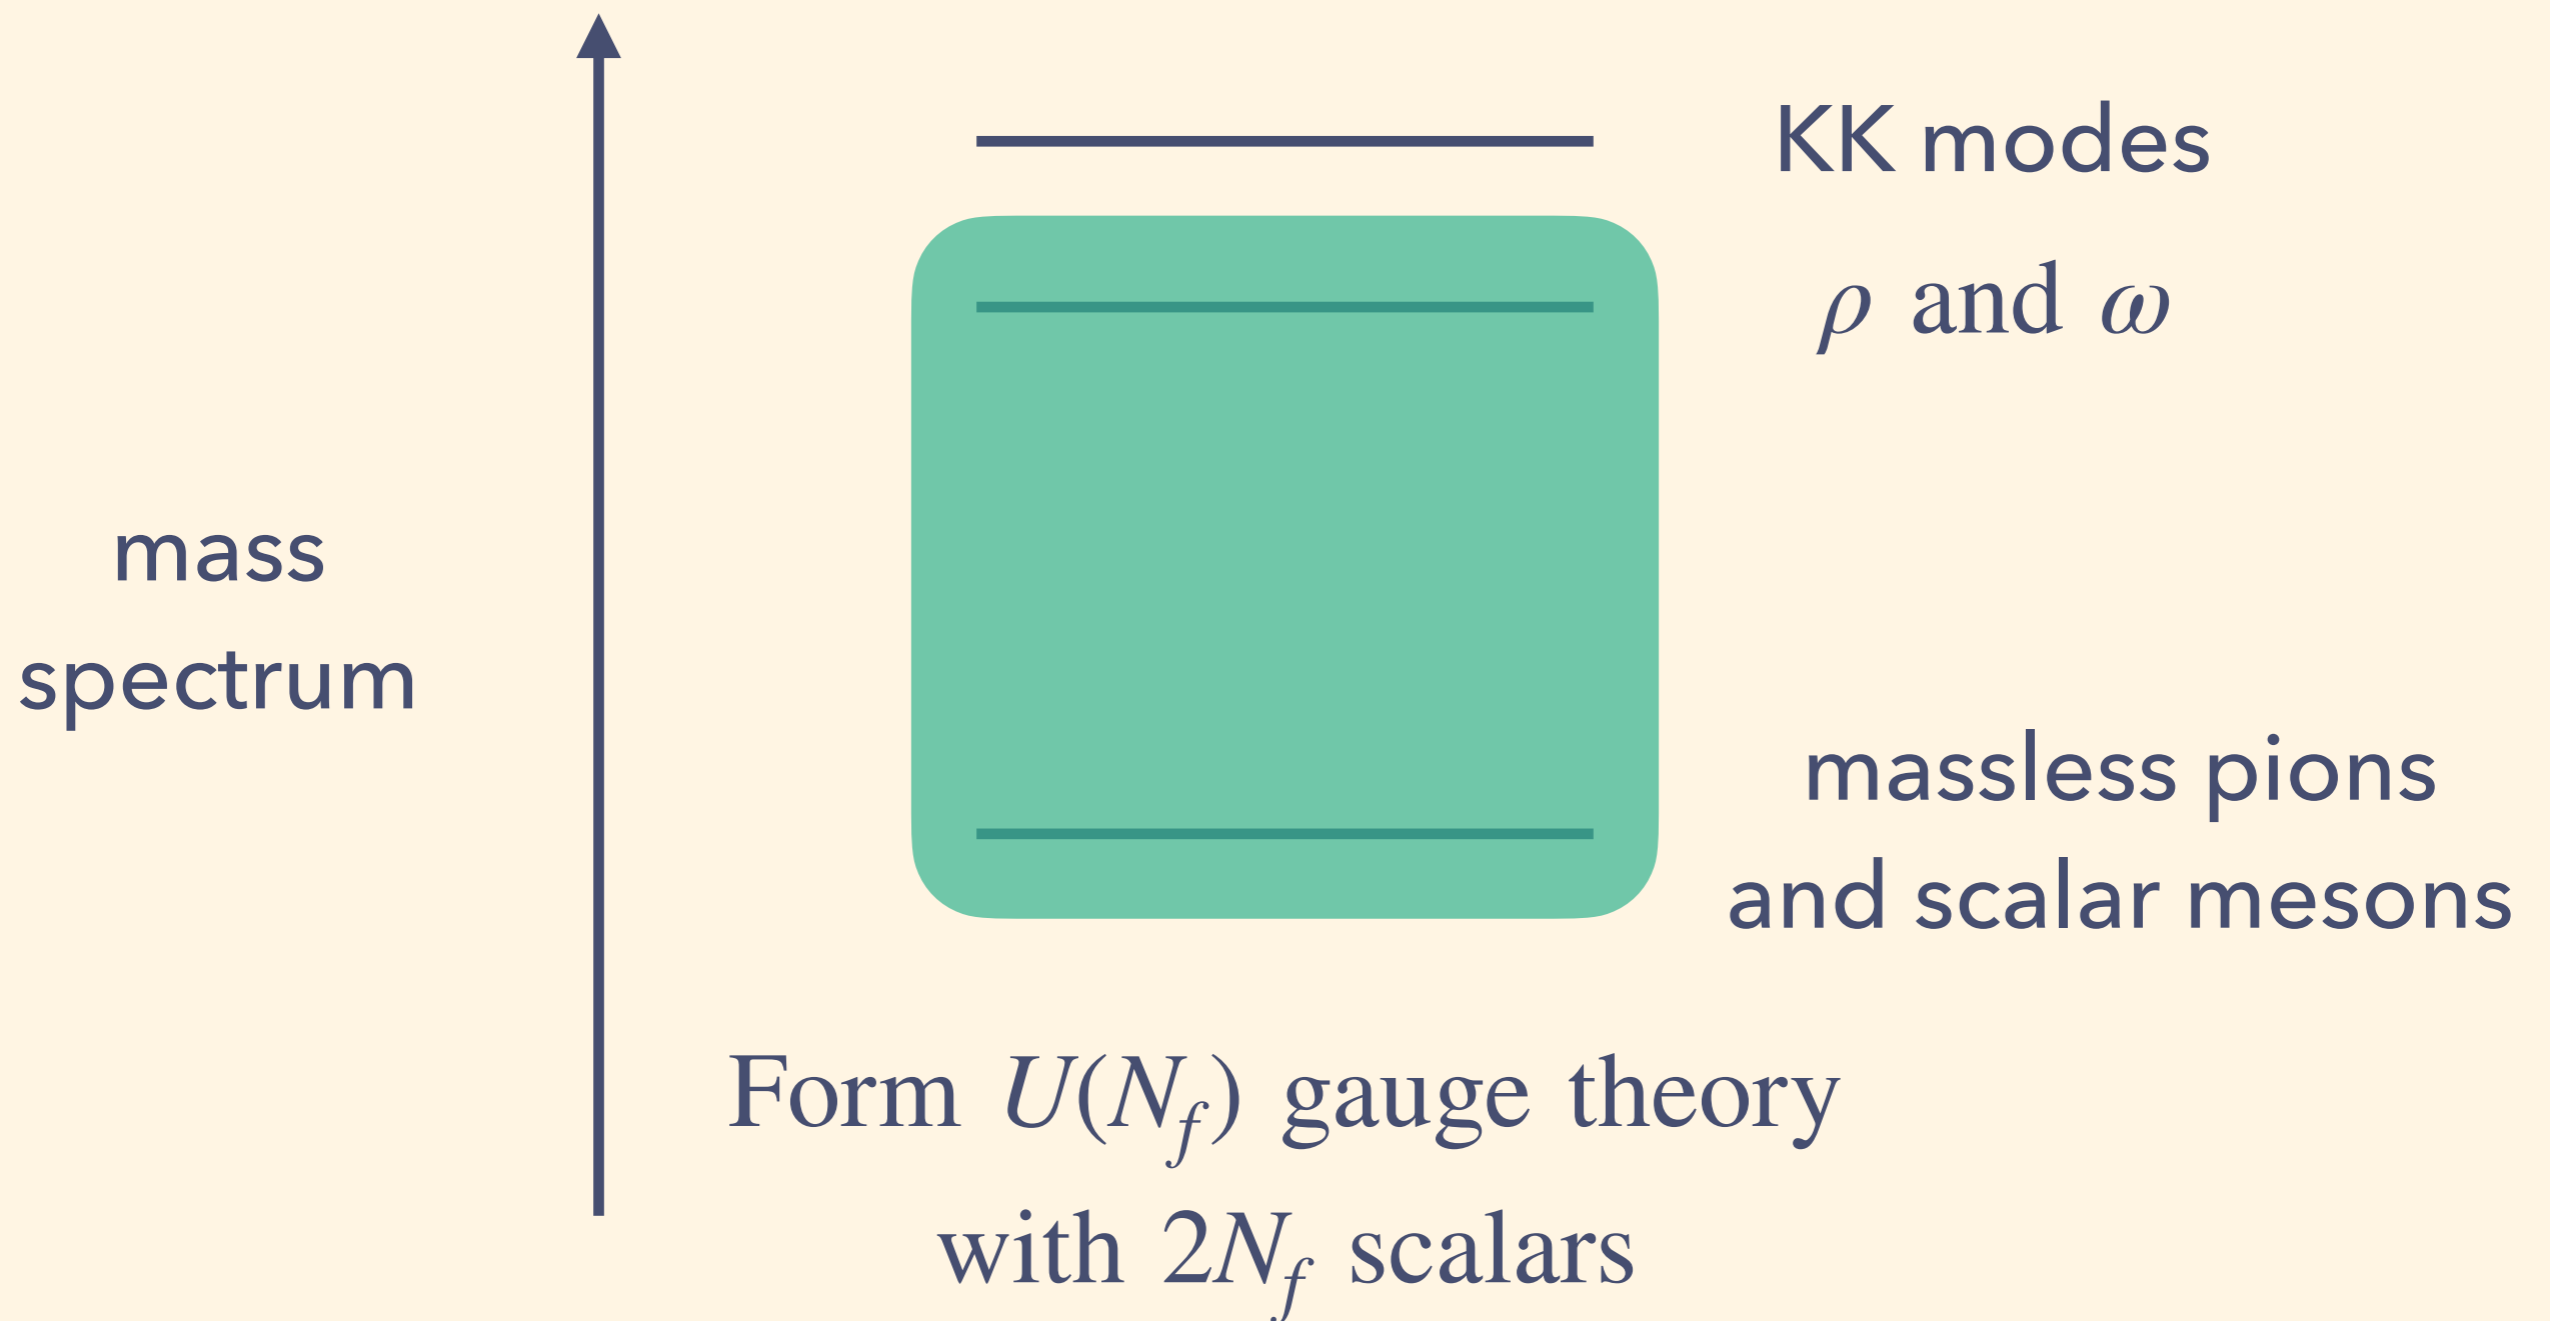 KK modes
ρ and ω
mass
spectrum
massless pions
and scalar mesons
Form U(N_f) gauge theory
with 2N_f scalars